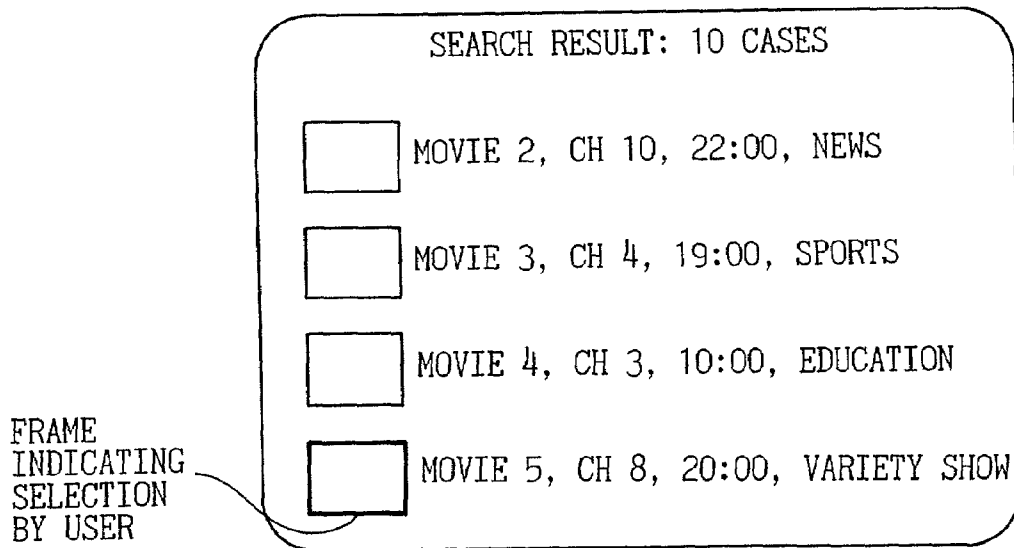 SEARCH RESULT: 10 CASES
MOVIE 2, CH 10, 22:00, NEWS
MOVIE 3, CH 4, 19:00, SPORTS
MOVIE 4, CH 3, 10:00, EDUCATION
MOVIE 5, CH 8, 20:00, VARIETY SHOW
FRAME
INDICATING
SELECTION
BY USER